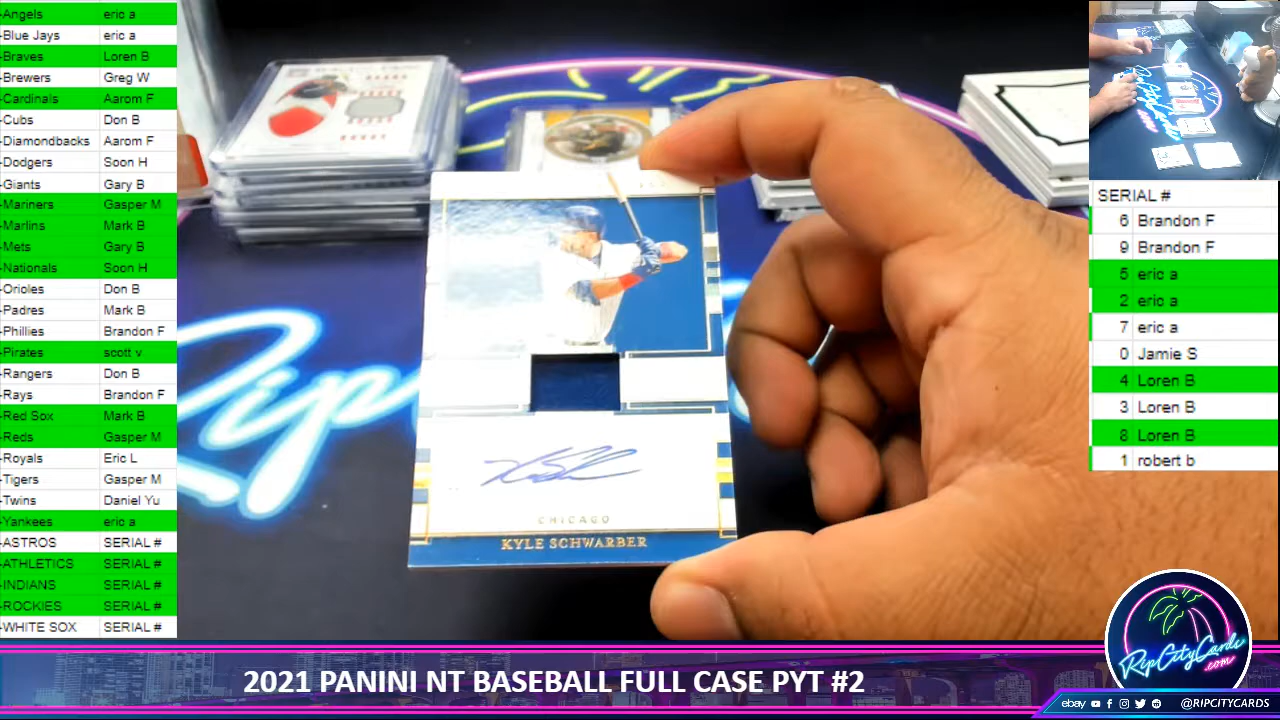 -Angels eric a
-Blue Jays eric a
-Braves Loren B
-Brewers Greg W
-Cardinals Aarom F
-Cubs Don B
-Diamondbacks Aarom F
-Dodgers Soon H
-Giants Gary B
-Mariners Gasper M
-Marlins Mark B
-Mets Gary B
-Nationals Soon H
-Orioles Don B
-Padres Mark B
-Phillies Brandon F
-Pirates scott v
-Rangers Don B
-Rays Brandon F
-Red Sox Mark B
-Reds Gasper M
-Royals Eric L
-Tigers Gasper M
-Twins Daniel Yu
-Yankees eric a
-ASTROS SERIAL #
-ATHLETICS SERIAL #
-INDIANS SERIAL #
-ROCKIES SERIAL #
-WHITE SOX SERIAL #
CHICAGO
KYLE SCHWARBER
SERIAL #
6 Brandon F
9 Brandon F
5 eric a
2 eric a
7 eric a
0 Jamie S
4 Loren B
3 Loren B
8 Loren B
1 robert b
RipCityCards
.com
2021 PANINI NT BASEBALL FULL CASE PYT #2
ebay @RIPCITYCARDS